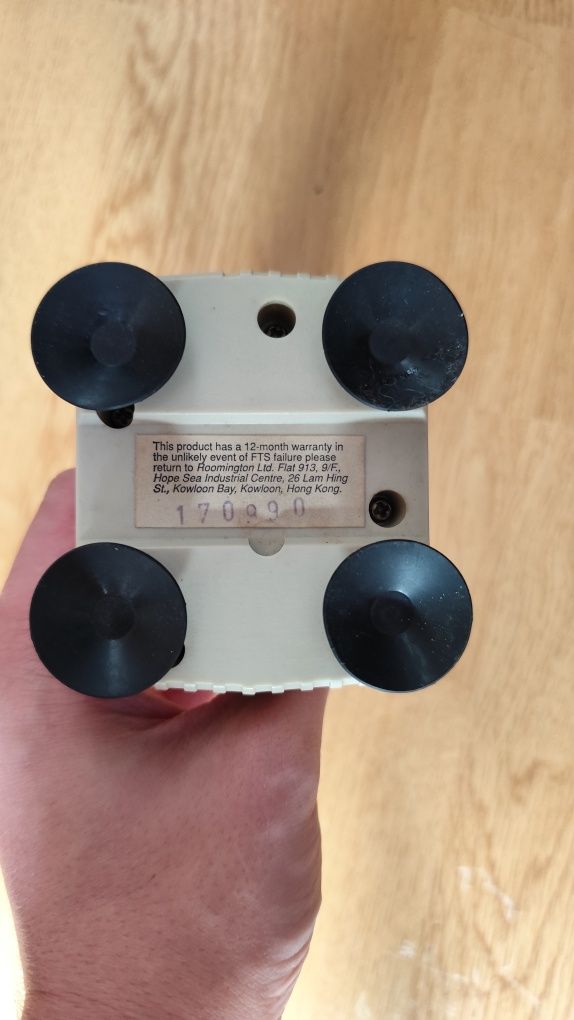 This product has a 12-month warranty in
the unlikely event of FTS failure please
return to Roomington Ltd. Flat 913, 9/F.,
Hope Sea Industrial Centre, 26 Lam Hing
St., Kowloon Bay, Kowloon, Hong Kong.
170990